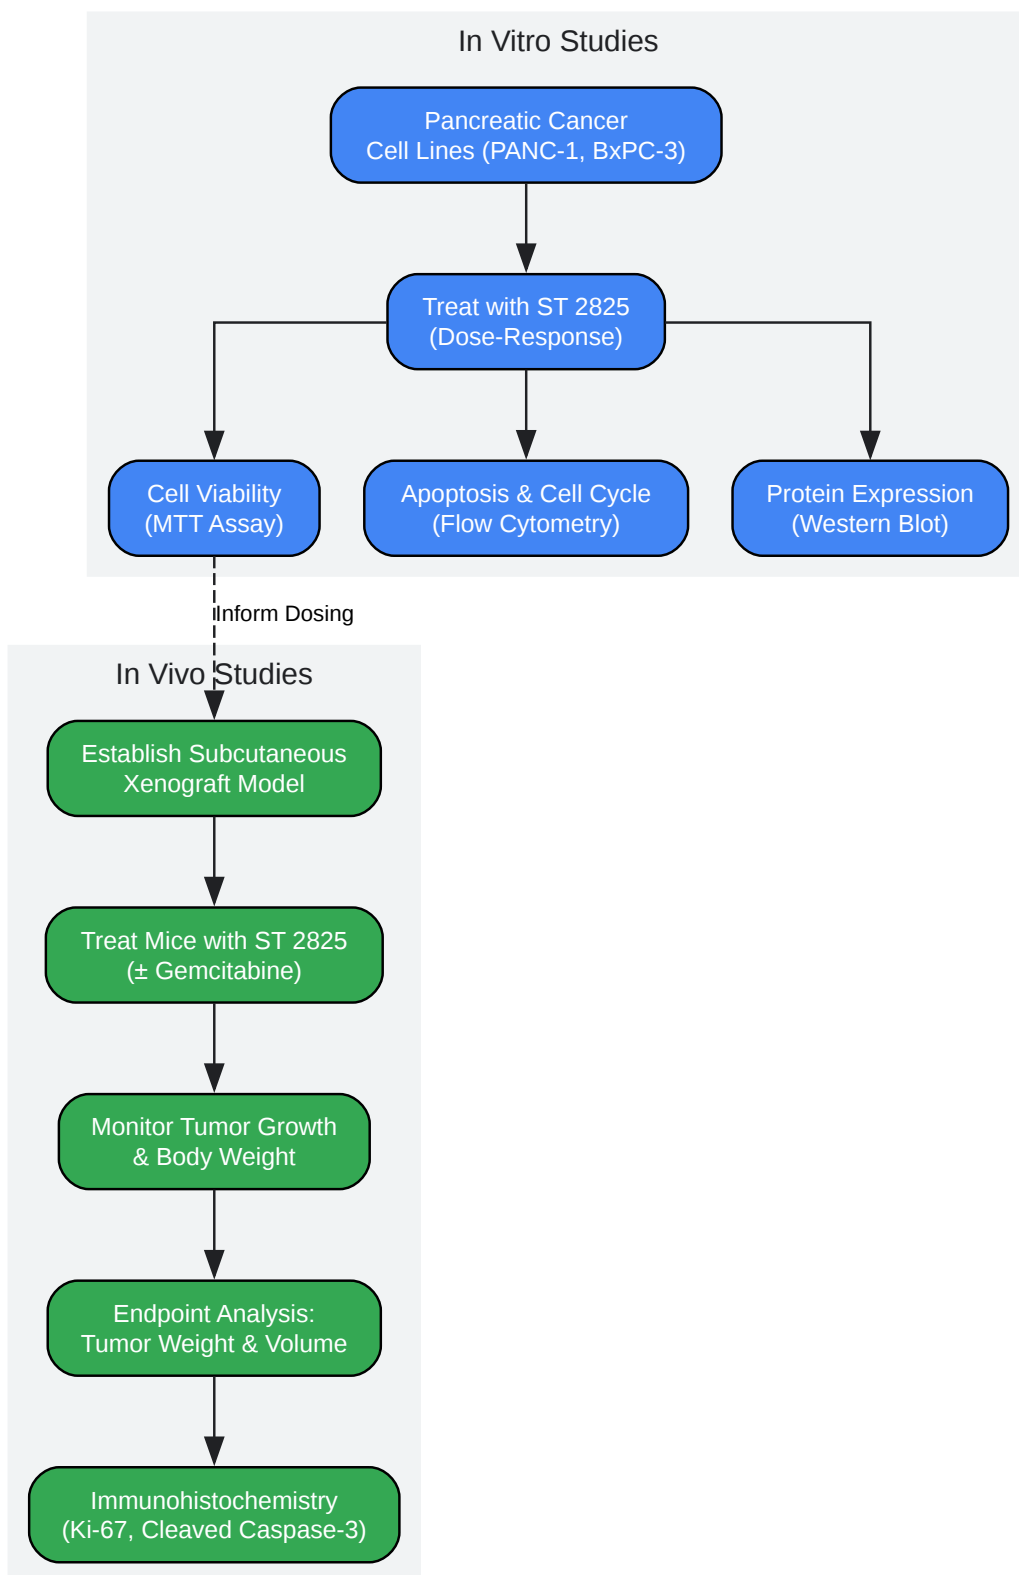 In Vitro Studies
Pancreatic Cancer
Cell Lines (PANC-1, BxPC-3)
Treat with ST 2825
(Dose-Response)
Cell Viability
(MTT Assay)
Apoptosis & Cell Cycle
(Flow Cytometry)
Protein Expression
(Western Blot)
Inform Dosing
In Vivo Studies
Establish Subcutaneous
Xenograft Model
Treat Mice with ST 2825
(± Gemcitabine)
Monitor Tumor Growth
& Body Weight
Endpoint Analysis:
Tumor Weight & Volume
Immunohistochemistry
(Ki-67, Cleaved Caspase-3)